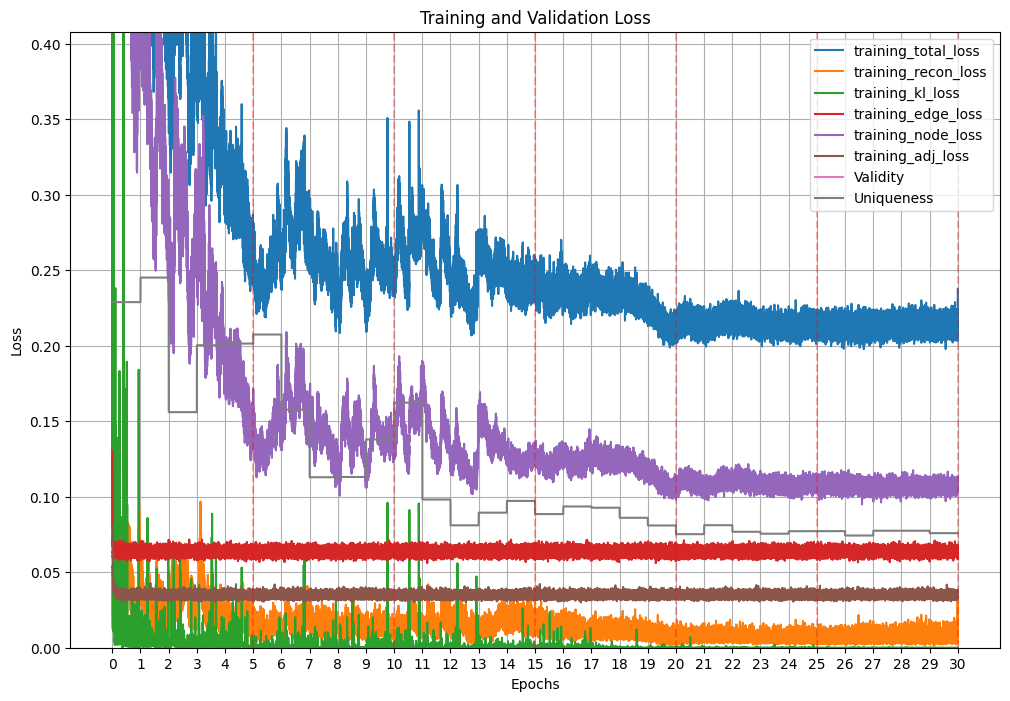 Training and Validation Loss
0.40
0.35
0.30
0.25
0.20
0.15
0.10
0.05
0.00
Loss
training_total_loss
training_recon_loss
training_kl_loss
training_edge_loss
training_node_loss
training_adj_loss
Validity
Uniqueness
0 1 2 3 4 5 6 7 8 9 10 11 12 13 14 15 16 17 18 19 20 21 22 23 24 25 26 27 28 29 30
Epochs